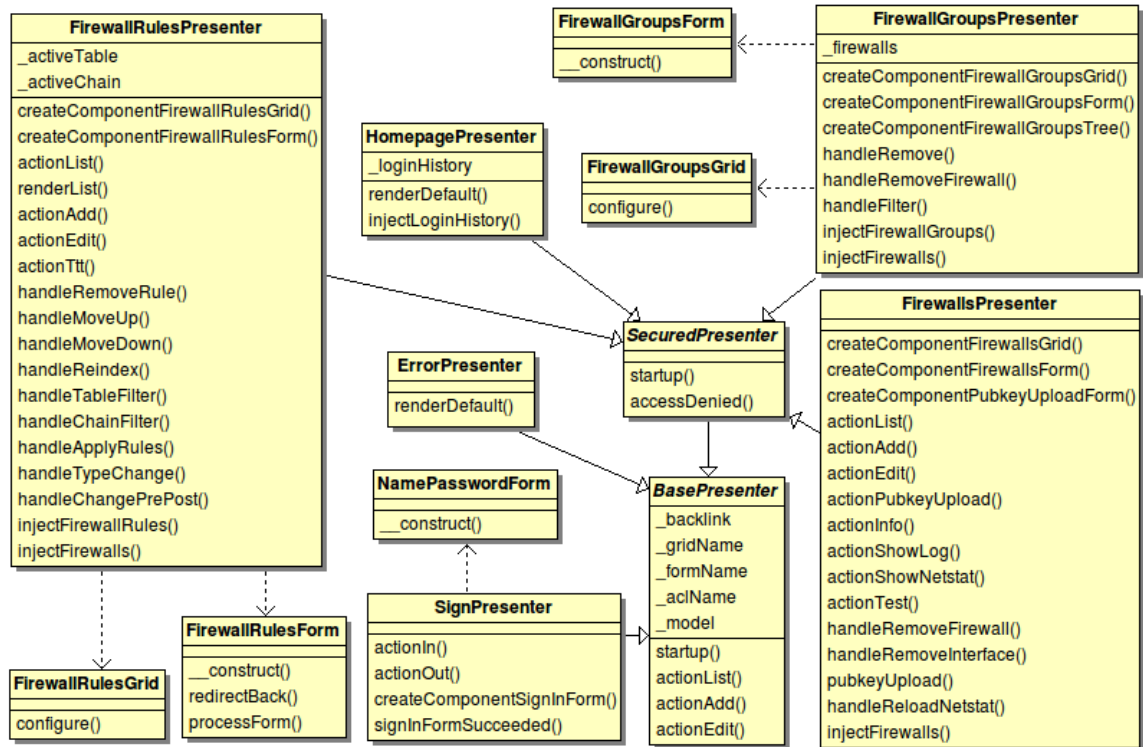 FirewallRulesPresenter
_activeTable
_activeChain
createComponentFirewallRulesGrid()
createComponentFirewallRulesForm()
actionList()
renderList()
actionAdd()
actionEdit()
actionTtt()
handleRemoveRule()
handleMoveUp()
handleMoveDown()
handleReindex()
handleTableFilter()
handleChainFilter()
handleApplyRules()
handleTypeChange()
handleChangePrePost()
injectFirewallRules()
injectFirewalls()
FirewallGroupsForm
__construct()
FirewallGroupsPresenter
_firewalls
createComponentFirewallGroupsGrid()
createComponentFirewallGroupsForm()
createComponentFirewallGroupsTree()
handleRemove()
handleRemoveFirewall()
handleFilter()
injectFirewallGroups()
injectFirewalls()
HomepagePresenter
_loginHistory
renderDefault()
injectLoginHistory()
FirewallGroupsGrid
configure()
SecuredPresenter
startup()
accessDenied()
FirewallsPresenter
createComponentFirewallsGrid()
createComponentFirewallsForm()
createComponentPubkeyUploadForm()
actionList()
actionAdd()
actionEdit()
actionPubkeyUpload()
actionInfo()
actionShowLog()
actionShowNetstat()
actionTest()
handleRemoveFirewall()
handleRemoveInterface()
pubkeyUpload()
handleReloadNetstat()
injectFirewalls()
ErrorPresenter
renderDefault()
NamePasswordForm
__construct()
BasePresenter
_backlink
_gridName
_formName
_aclName
_model
startup()
actionList()
actionAdd()
actionEdit()
SignPresenter
actionIn()
actionOut()
createComponentSignInForm()
signInFormSucceeded()
FirewallRulesForm
__construct()
redirectBack()
processForm()
FirewallRulesGrid
configure()